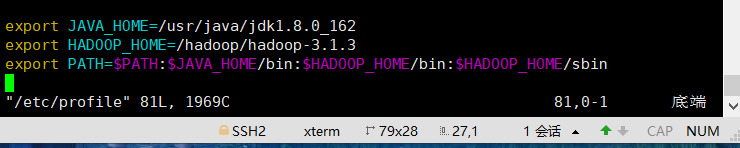 export JAVA_HOME=/usr/java/jdk1.8.0_162
export HADOOP_HOME=/hadoop/hadoop-3.1.3
export PATH=$PATH:$JAVA_HOME/bin:$HADOOP_HOME/bin:$HADOOP_HOME/sbin
"/etc/profile" 81L, 1969C 81,0-1 底端
SSH2 xterm 79x28 27,1 1 会话 CAP NUM